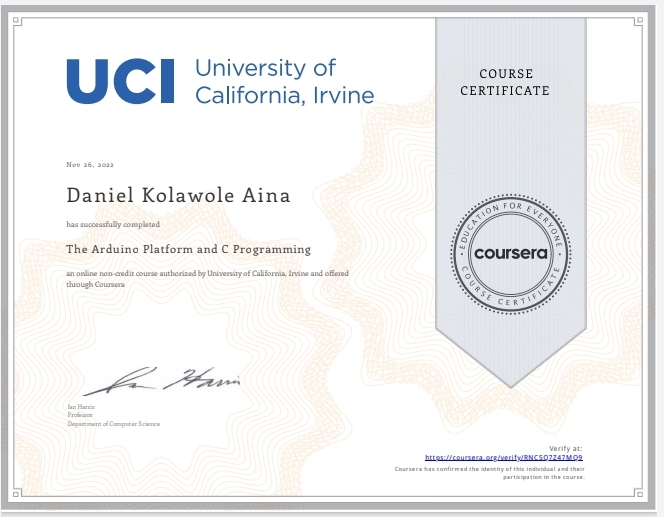 UCI University of
California, Irvine
COURSE
CERTIFICATE
Nov 26, 2022
Daniel Kolawole Aina
has successfully completed
The Arduino Platform and C Programming
an online non-credit course authorized by University of California, Irvine and offered
through Coursera
EDUCATION FOR EVERYONE
coursera
COURSE CERTIFICATE
Ian Harris
Ian Harris
Professor
Department of Computer Science
Verify at:
https://coursera.org/verify/RNCSQ7Z47MQ9
Coursera has confirmed the identity of this individual and their
participation in the course.